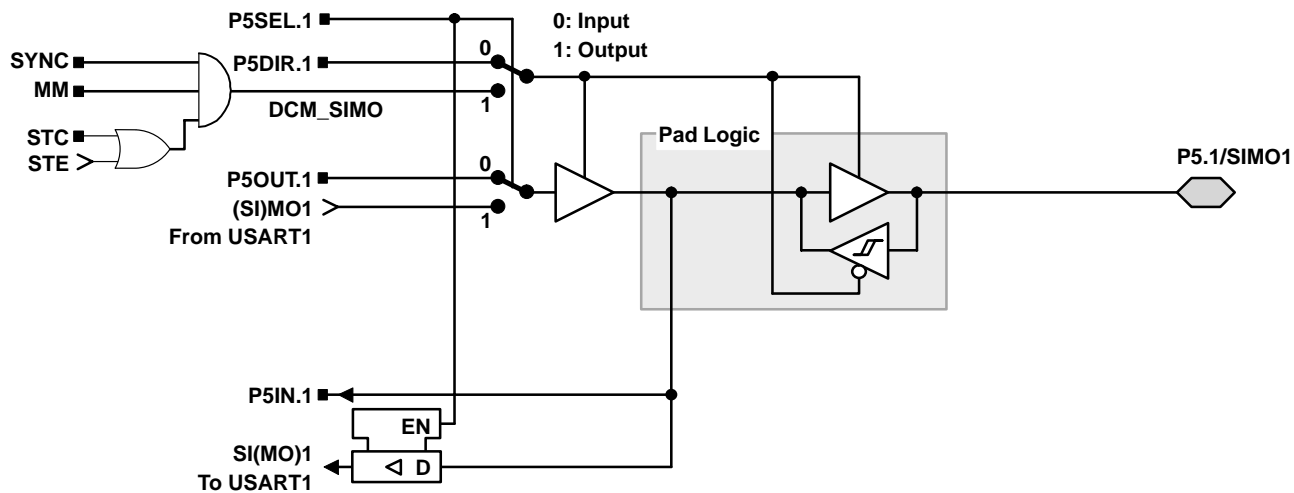 P5SEL.1
0: Input
1: Output
SYNC
P5DIR.1
0
MM
1
DCM_SIMO
STC
STE
Pad Logic
P5.1/SIMO1
P5OUT.1
0
(SI)MO1
1
From USART1
P5IN.1
EN
SI(MO)1
D
To USART1